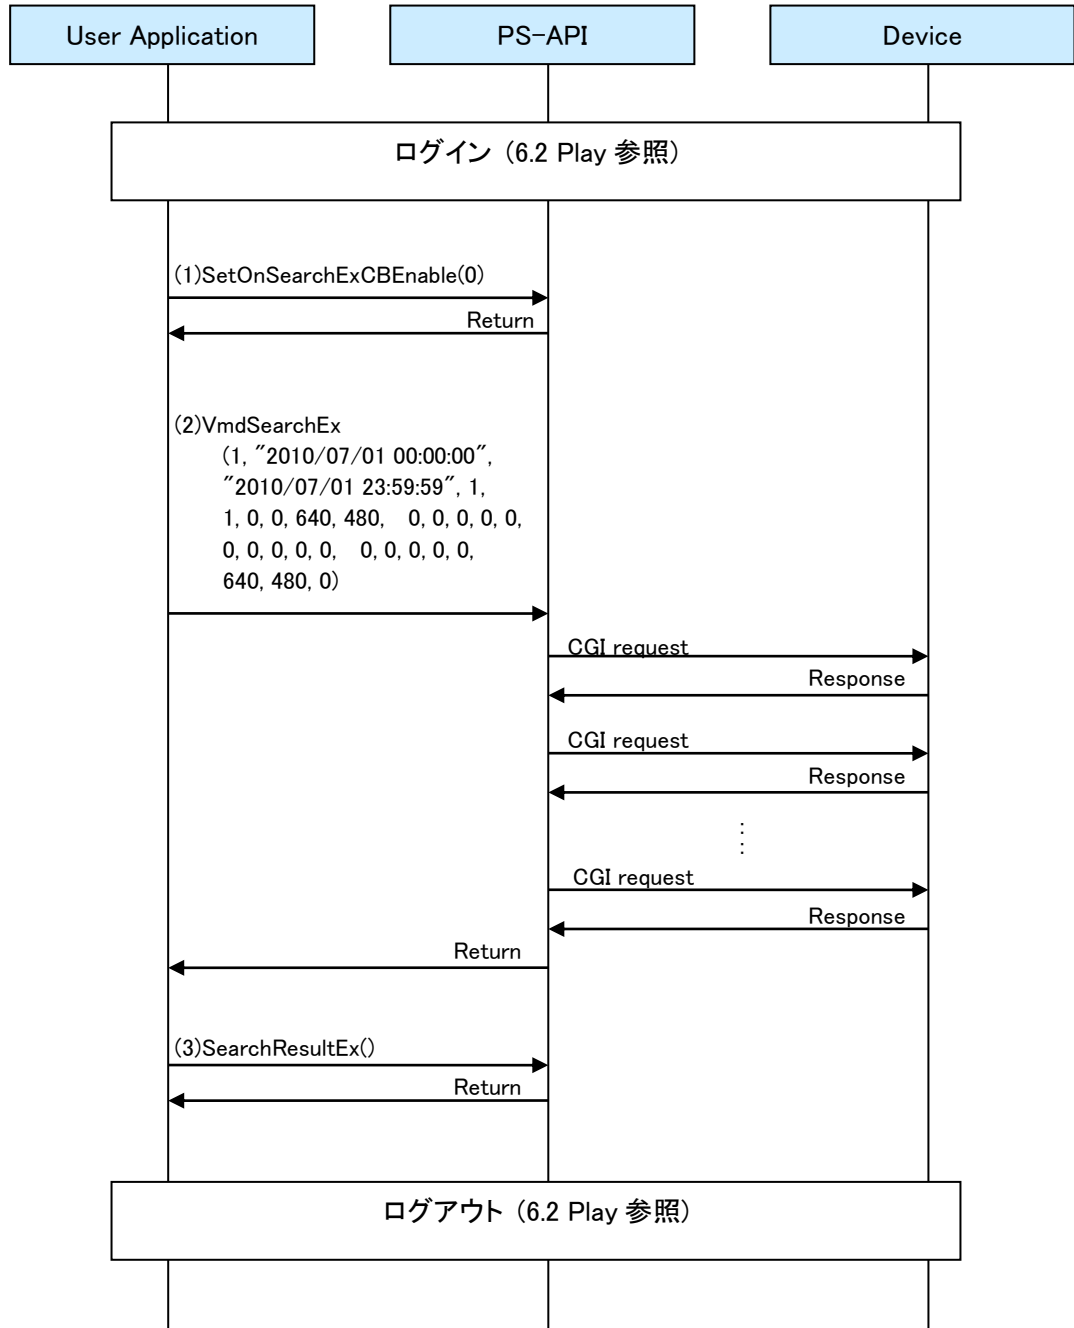 User Application
PS-API
Device
ログイン (6.2 Play 参照)
(1)SetOnSearchExCBEnable(0)
Return
(2)VmdSearchEx
(1, "2010/07/01 00:00:00",
"2010/07/01 23:59:59", 1,
1, 0, 0, 640, 480, 0, 0, 0, 0, 0,
0, 0, 0, 0, 0, 0, 0, 0, 0, 0,
640, 480, 0)
CGI request
Response
CGI request
Response
CGI request
Response
Return
(3)SearchResultEx()
Return
ログアウト (6.2 Play 参照)